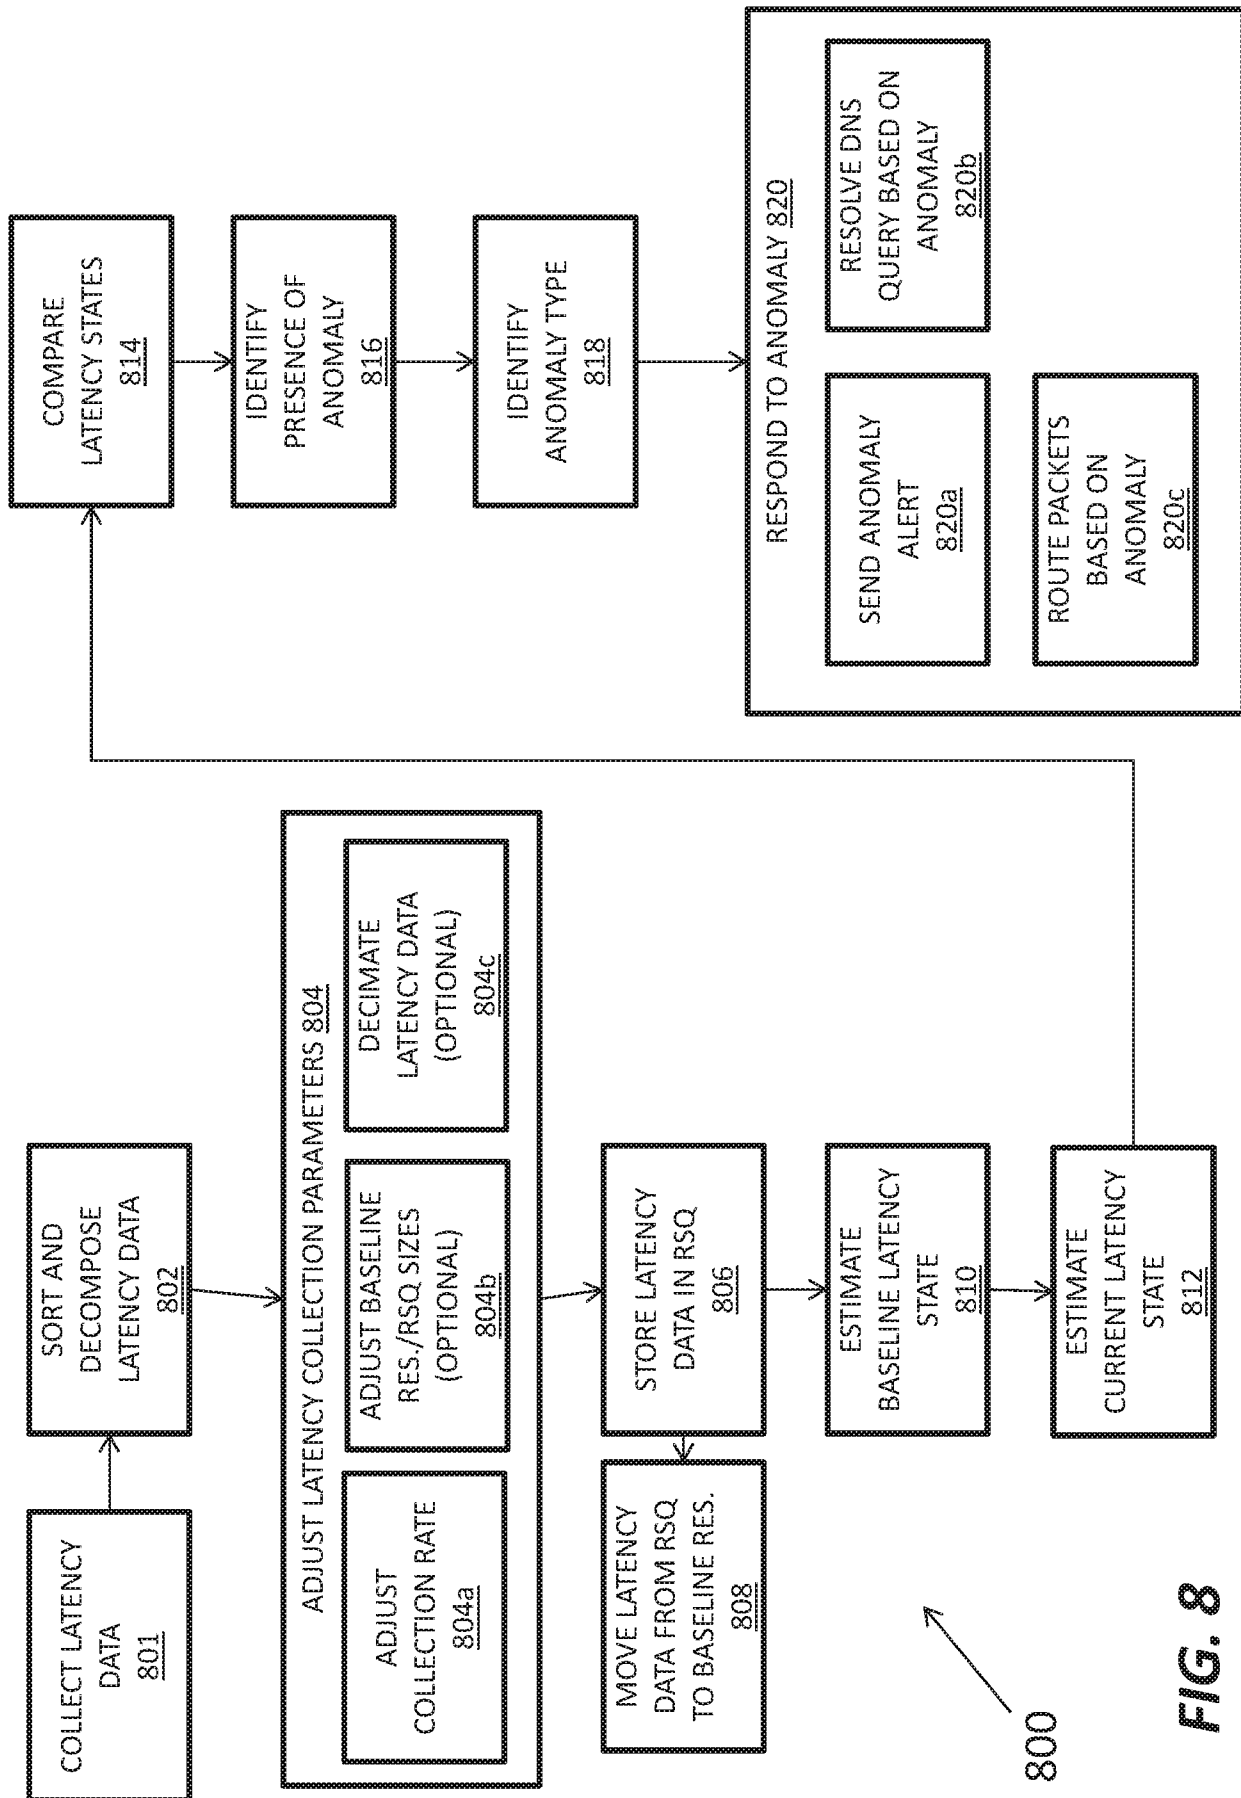 COLLECT LATENCY
DATA
801
SORT AND
DECOMPOSE
LATENCY DATA
802
ADJUST LATENCY COLLECTION PARAMETERS 804
ADJUST
COLLECTION RATE
804a
ADJUST BASELINE
RES./RSQ SIZES
(OPTIONAL)
804b
DECIMATE
LATENCY DATA
(OPTIONAL)
804c
STORE LATENCY
DATA IN RSQ
806
MOVE LATENCY
DATA FROM RSQ
TO BASELINE RES.
808
ESTIMATE
BASELINE LATENCY
STATE
810
ESTIMATE
CURRENT LATENCY
STATE
812
COMPARE
LATENCY STATES
814
IDENTIFY
PRESENCE OF
ANOMALY
816
IDENTIFY
ANOMALY TYPE
818
RESPOND TO ANOMALY 820
SEND ANOMALY
ALERT
820a
RESOLVE DNS
QUERY BASED ON
ANOMALY
820b
ROUTE PACKETS
BASED ON
ANOMALY
820c
800
FIG. 8